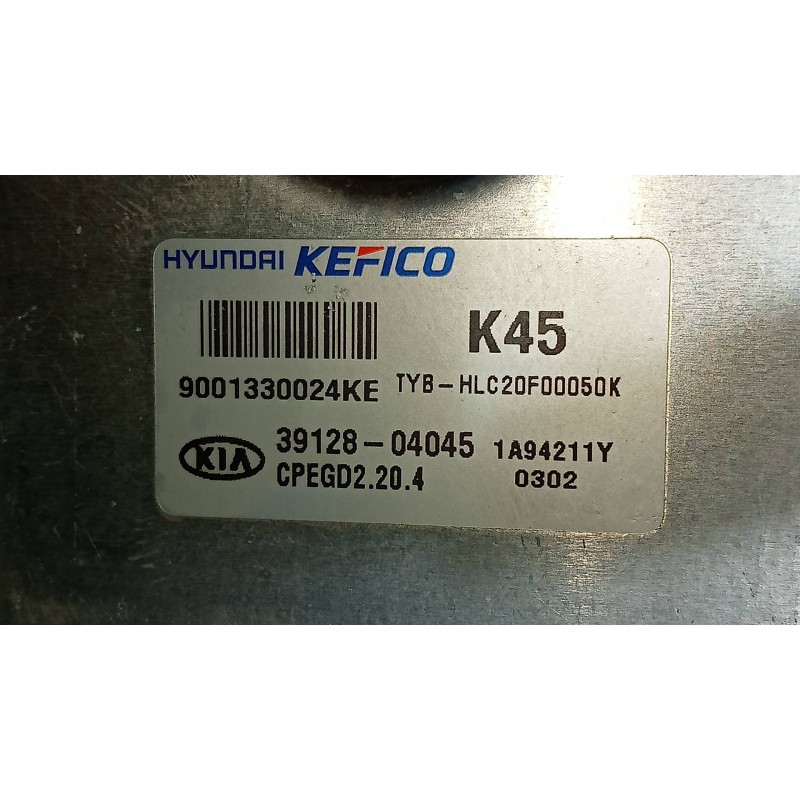 HYUNDAI KEFICO
K45
9001330024KE TYB-HLC20F00050K
KIA 39128-04045 1A94211Y
CPEGD2.20.4 0302